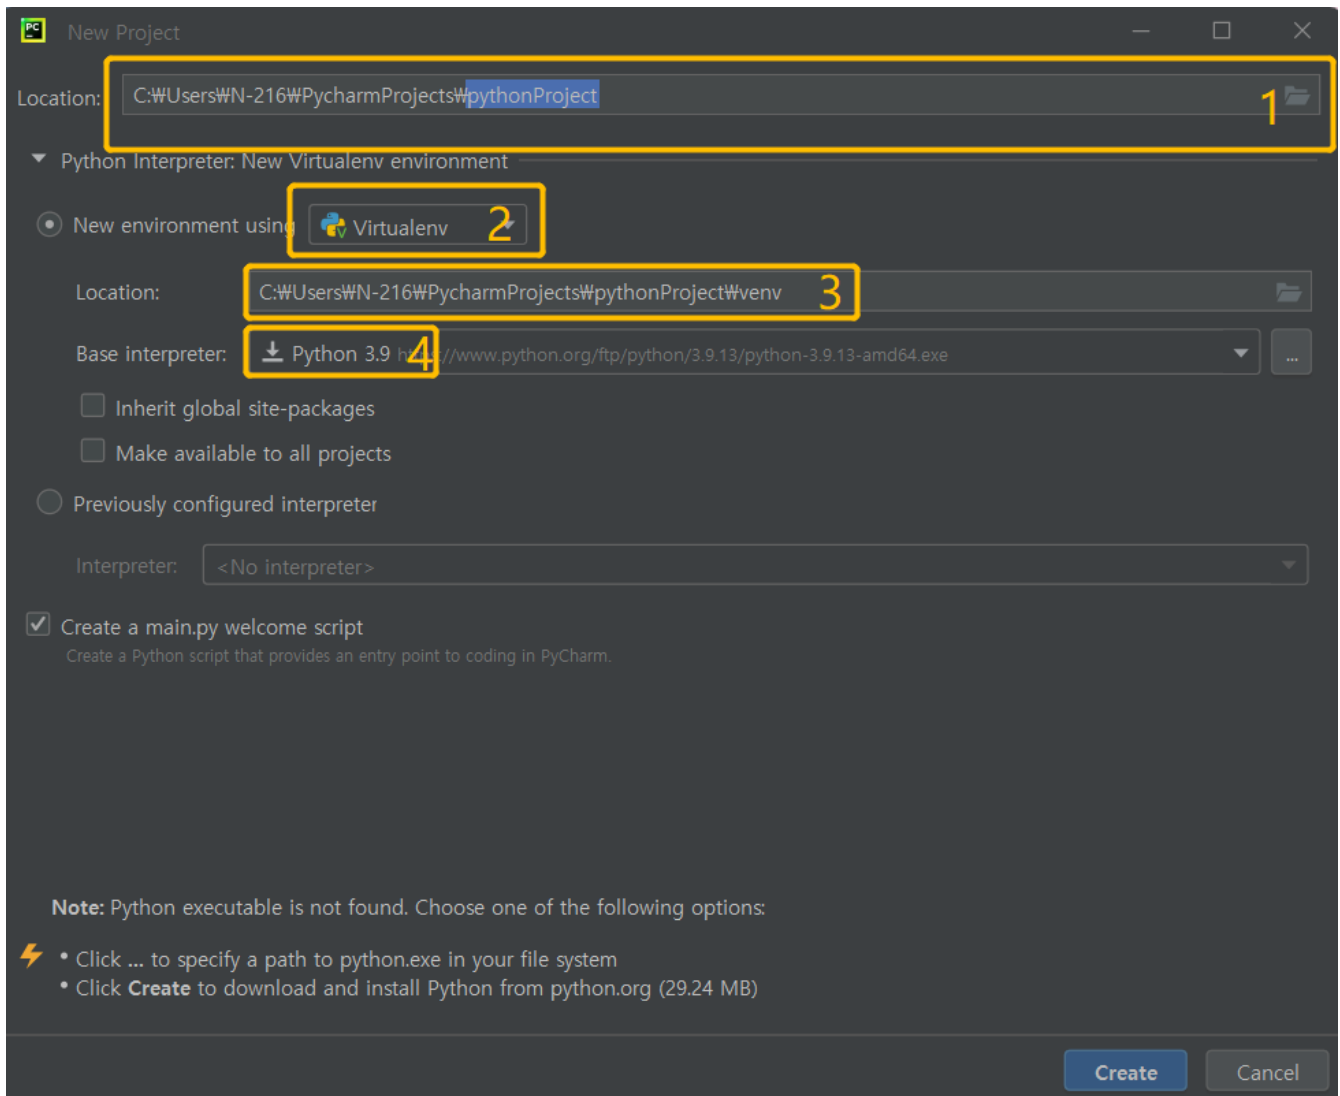 PC New Project
Location: C:₩Users₩N-216₩PycharmProjects₩pythonProject 1
Python Interpreter: New Virtualenv environment
New environment using Virtualenv 2
Location: C:₩Users₩N-216₩PycharmProjects₩pythonProject₩venv 3
Base interpreter: Python 3.9 4 //www.python.org/ftp/python/3.9.13/python-3.9.13-amd64.exe ...
Inherit global site-packages
Make available to all projects
Previously configured interpreter
Interpreter: <No interpreter>
Create a main.py welcome script
Create a Python script that provides an entry point to coding in PyCharm.
Note: Python executable is not found. Choose one of the following options:
• Click ... to specify a path to python.exe in your file system
• Click Create to download and install Python from python.org (29.24 MB)
Create Cancel